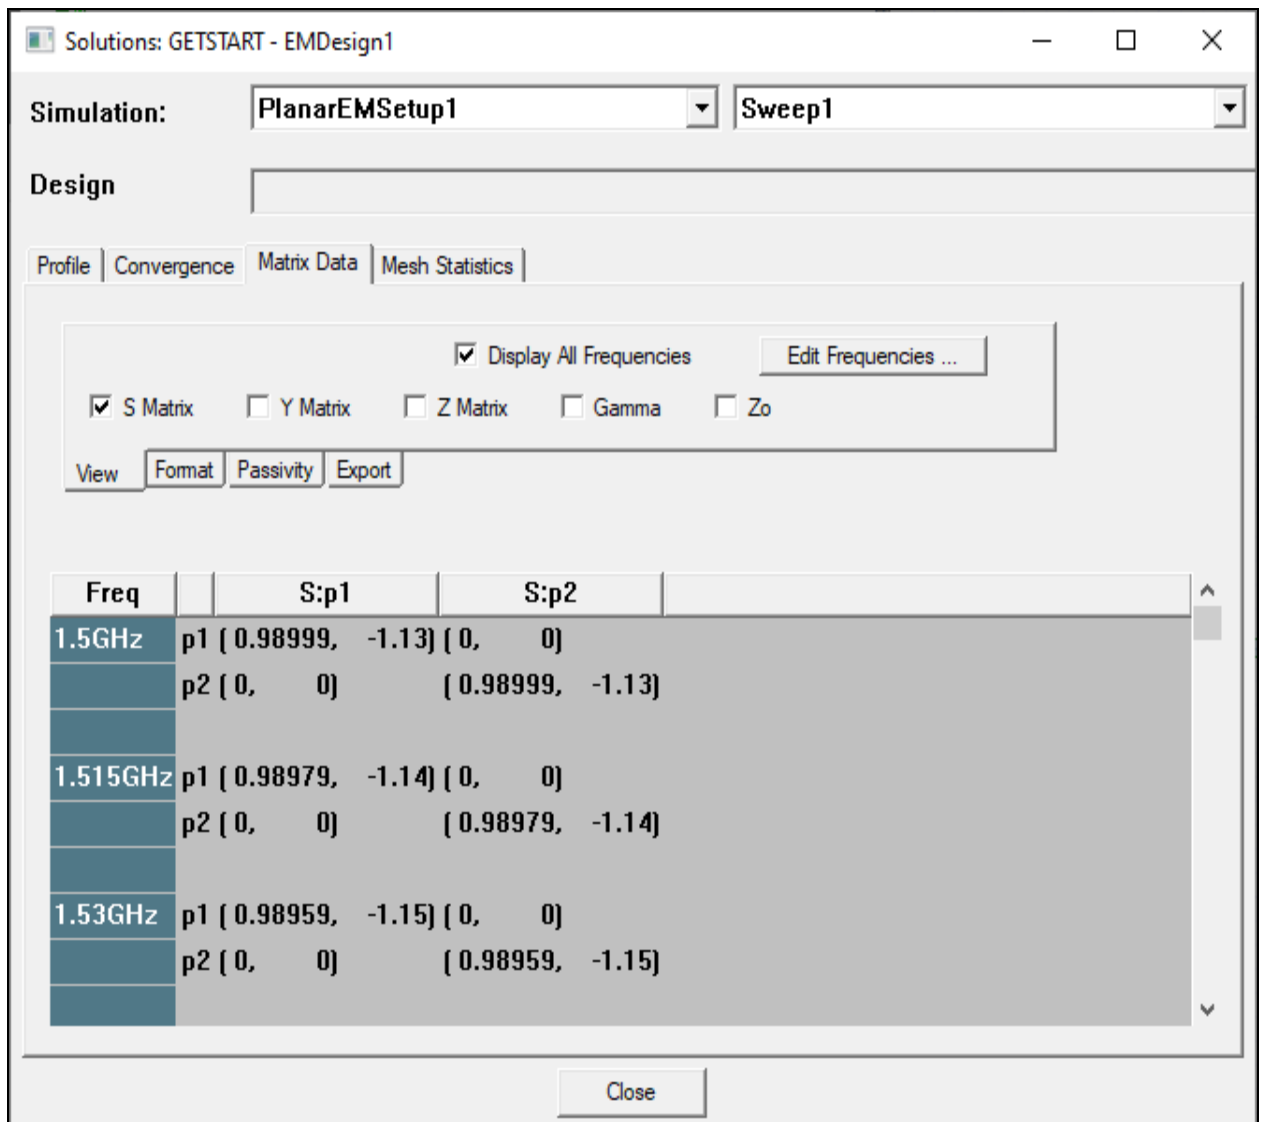 Solutions: GETSTART - EMDesign1
Simulation: PlanarEMSetup1 Sweep1
Design
Profile Convergence Matrix Data Mesh Statistics
Display All Frequencies Edit Frequencies ...
S Matrix Y Matrix Z Matrix Gamma Zo
View Format Passivity Export
Freq S:p1 S:p2
1.5GHz p1 ( 0.98999, -1.13) ( 0, 0)
p2 ( 0, 0) ( 0.98999, -1.13)
1.515GHz p1 ( 0.98979, -1.14) ( 0, 0)
p2 ( 0, 0) ( 0.98979, -1.14)
1.53GHz p1 ( 0.98959, -1.15) ( 0, 0)
p2 ( 0, 0) ( 0.98959, -1.15)
Close